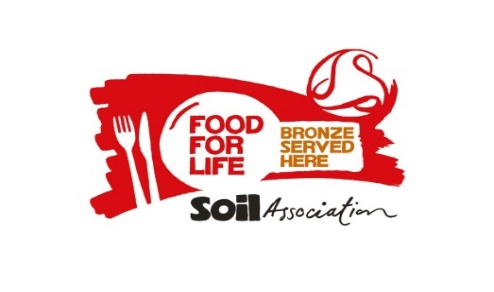 FOOD
FOR
LIFE
BRONZE
SERVED
HERE
Soil Association